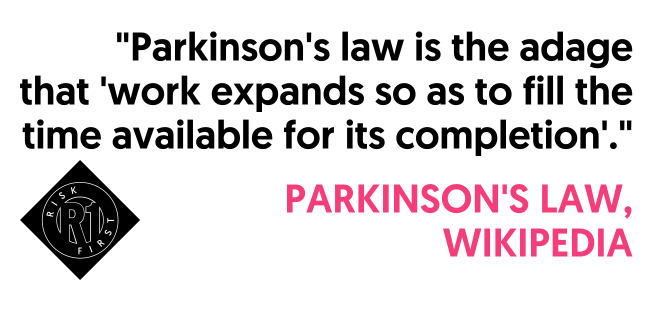 "Parkinson's law is the adage
that 'work expands so as to fill the
time available for its completion'."
PARKINSON'S LAW,
WIKIPEDIA
RISK
R1
FIRST